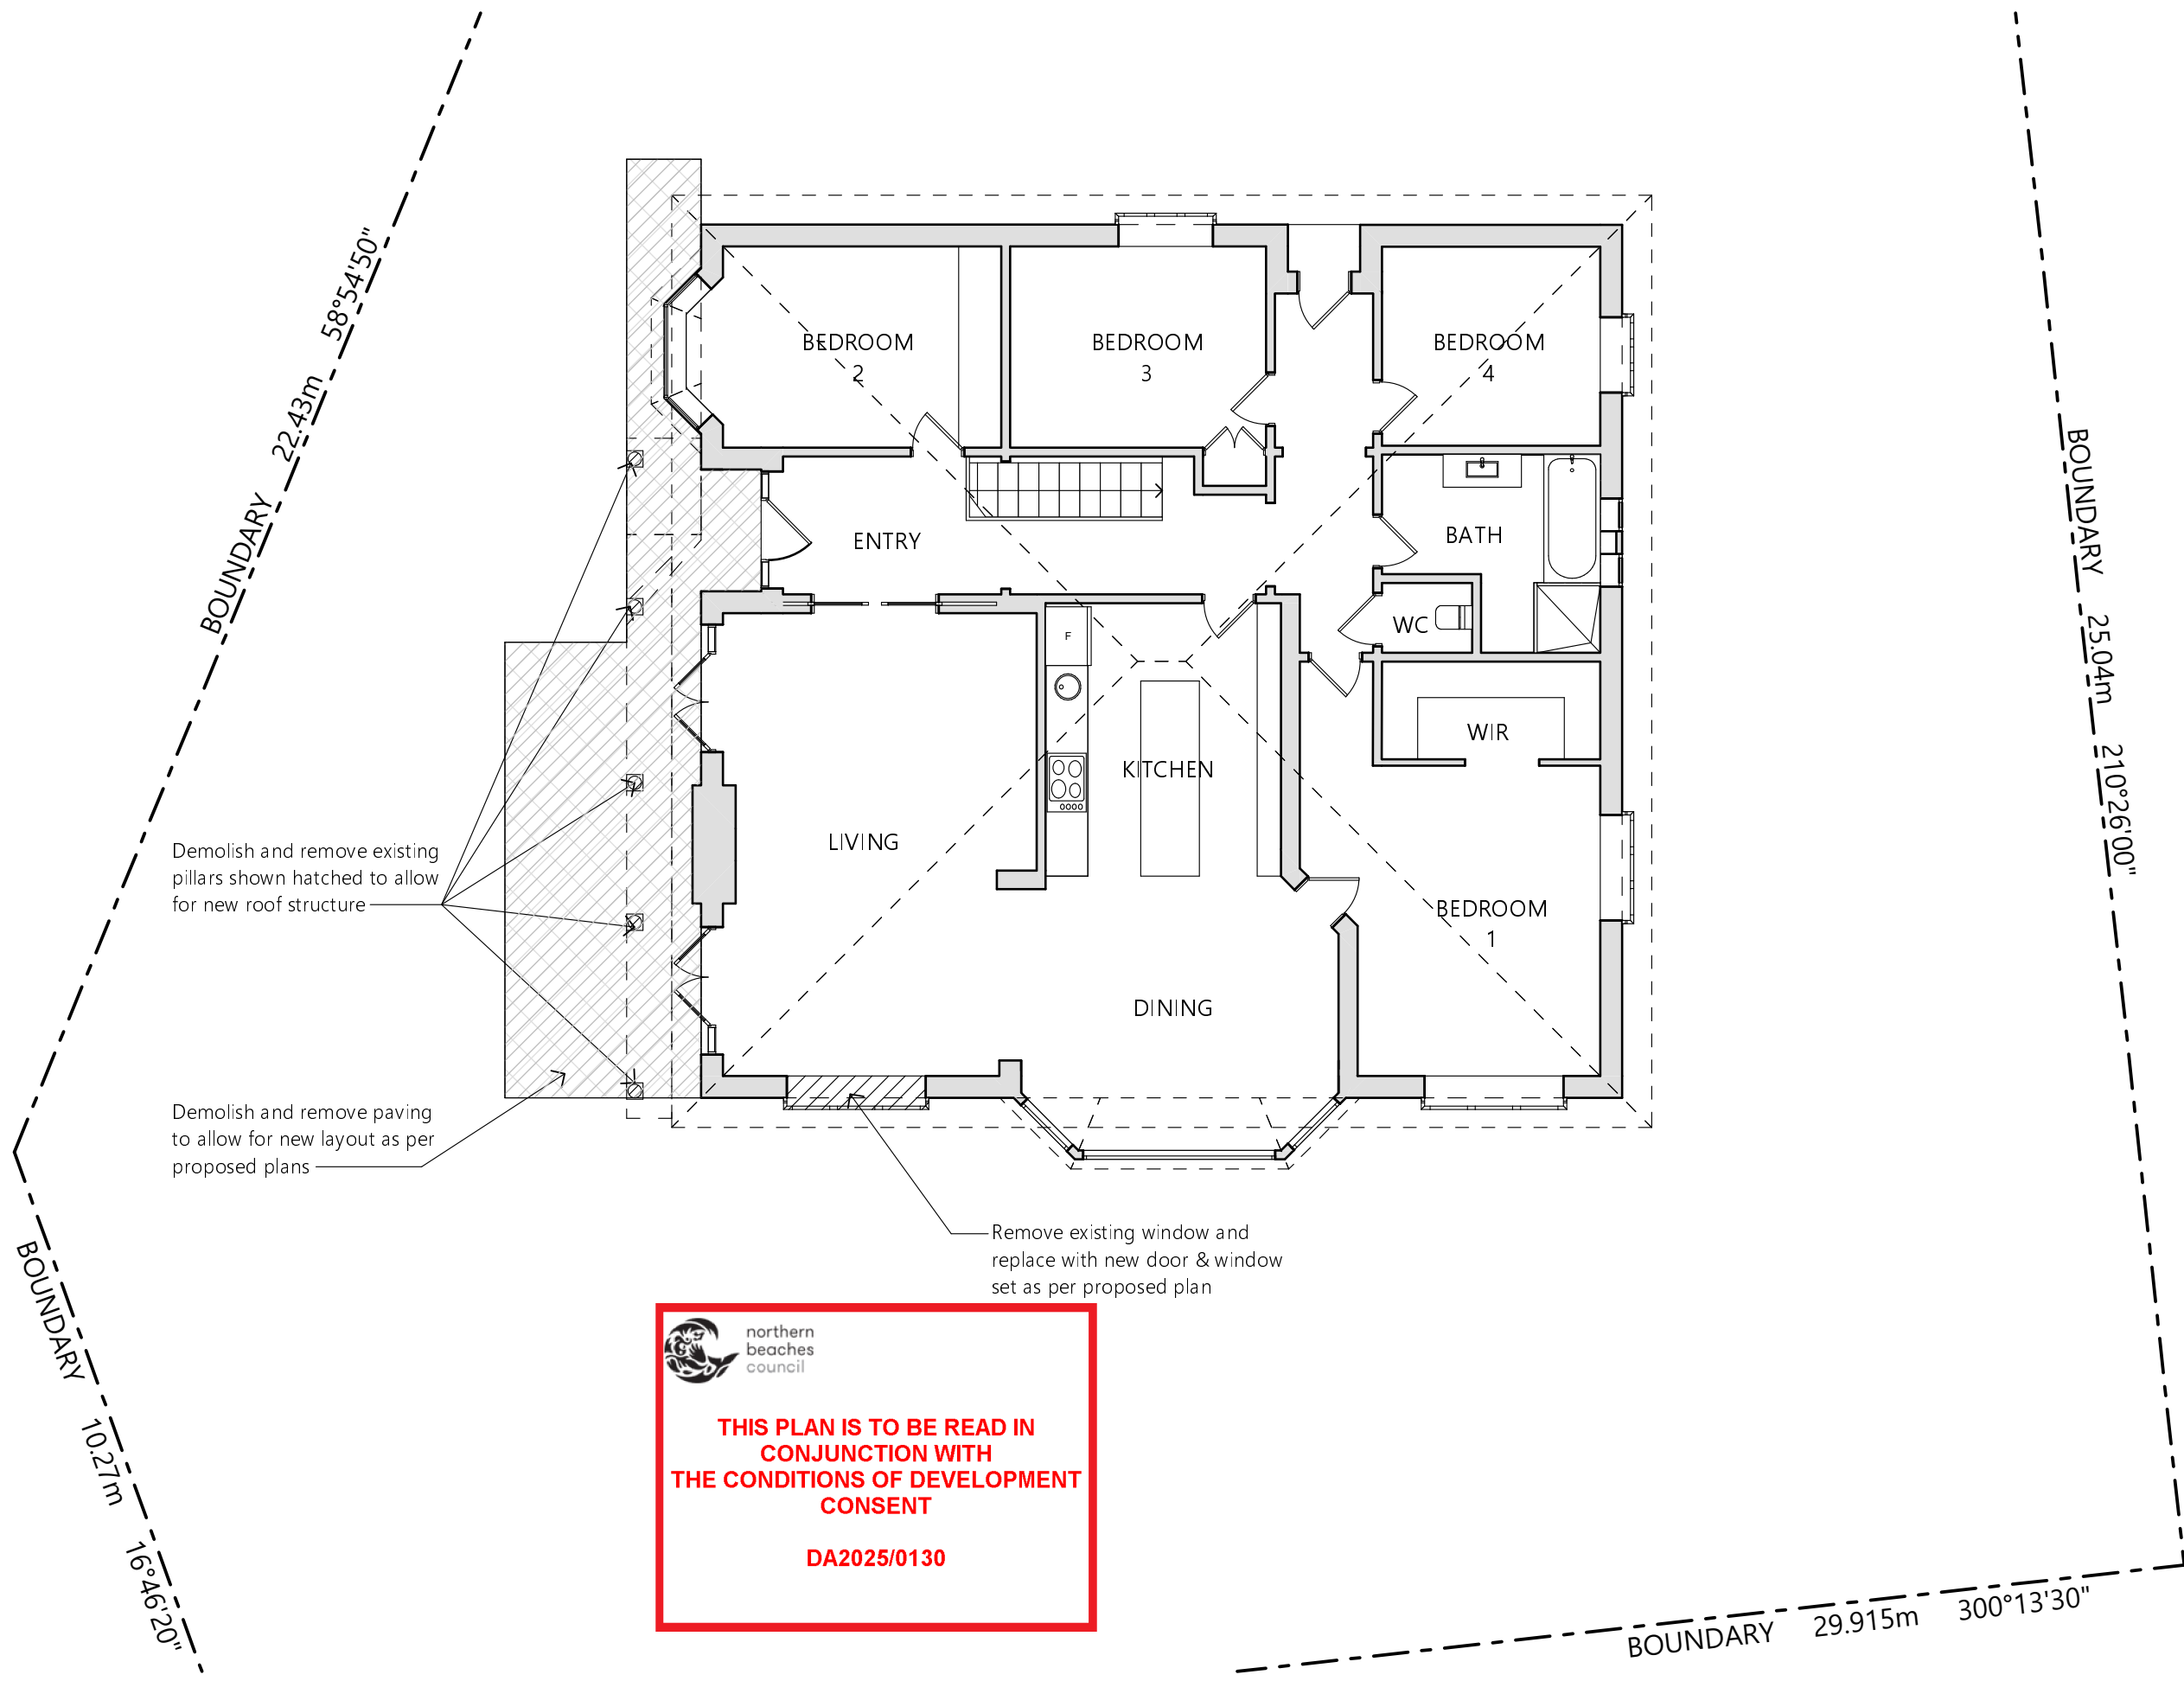 BOUNDARY 22.43m 58°54'50"
BEDROOM
2
BEDROOM
3
BEDROOM
4
ENTRY
BATH
WC
F
WIR
KITCHEN
LIVING
BEDROOM
1
DINING
BOUNDARY 25.04m 210°26'00"
Demolish and remove existing
pillars shown hatched to allow
for new roof structure
Demolish and remove paving
to allow for new layout as per
proposed plans
Remove existing window and
replace with new door & window
set as per proposed plan
BOUNDARY 10.27m 16°46'20"
northern
beaches
council
THIS PLAN IS TO BE READ IN
CONJUNCTION WITH
THE CONDITIONS OF DEVELOPMENT
CONSENT
DA2025/0130
BOUNDARY 29.915m 300°13'30"